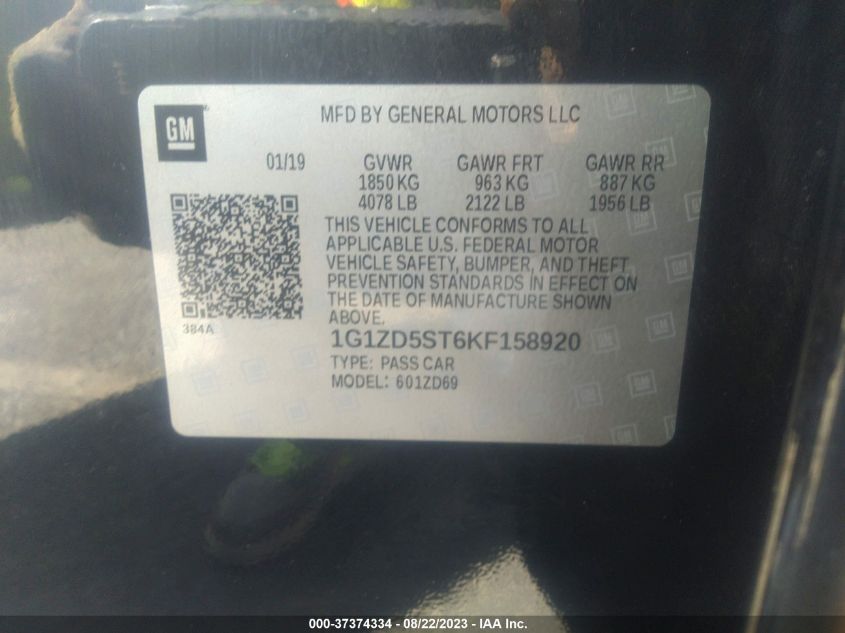 GM
MFD BY GENERAL MOTORS LLC
01/19 GVWR GAWR FRT GAWR RR
1850 KG 963 KG 887 KG
4078 LB 2122 LB 1956 LB
THIS VEHICLE CONFORMS TO ALL
APPLICABLE U.S. FEDERAL MOTOR
VEHICLE SAFETY, BUMPER, AND THEFT
PREVENTION STANDARDS IN EFFECT ON
THE DATE OF MANUFACTURE SHOWN
ABOVE.
384A
1G1ZD5ST6KF158920
TYPE: PASS CAR
MODEL: 601ZD69
000-37374334 / 08/22/2023 - IAA Inc.